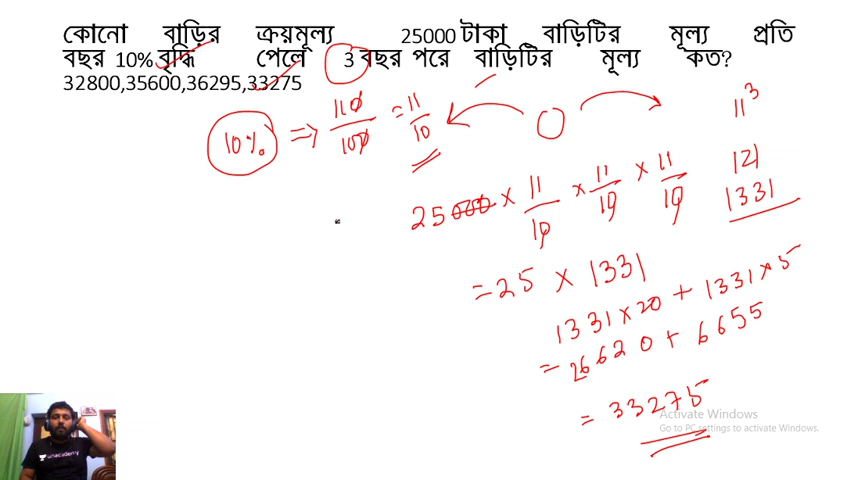 কোনো বাড়ির ক্রয়মূল্য 25000 টাকা বাড়িটির মূল্য প্রতি
বছর 10% বৃদ্ধি পেলে 3 বছর পরে বাড়িটির মূল্য কত?
32800,35600,36295,33275
10% ⇒ 110/100 = 11/10
11³
121
1331
25000 × 11/10 × 11/10 × 11/10
= 25 × 1331
1331 × 20 + 1331 × 5
= 26620 + 6655
= 33275
unacademy
Activate Windows
Go to PC settings to activate Windows.